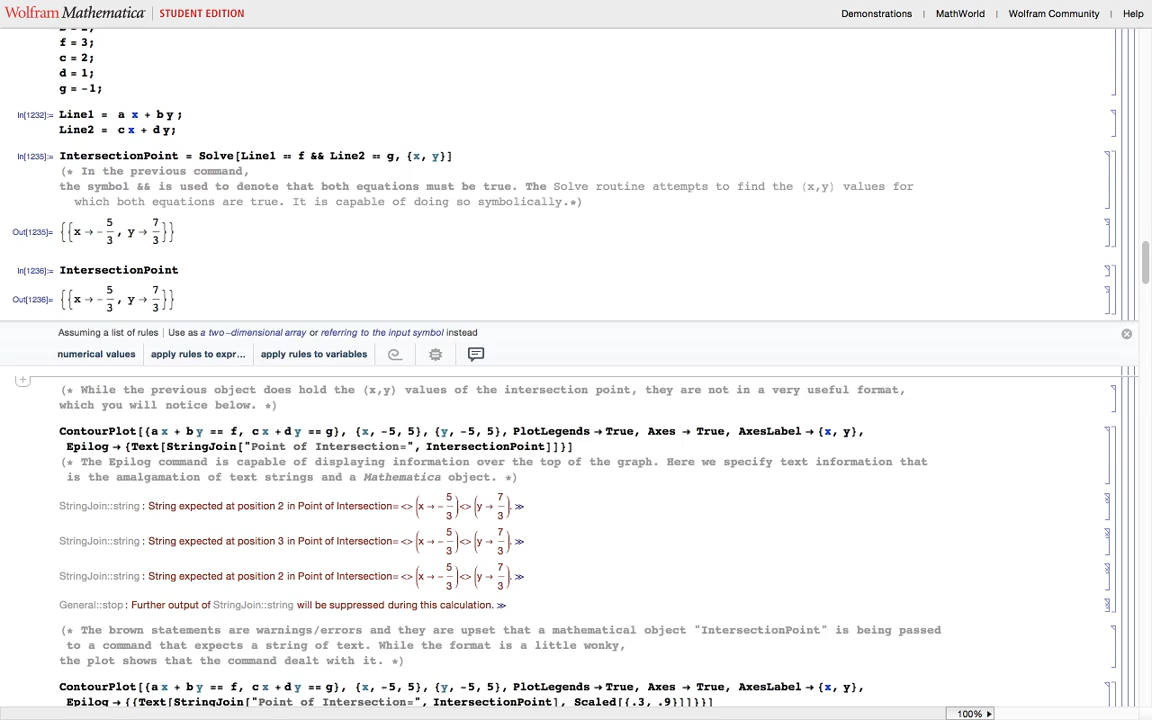 Wolfram Mathematica | STUDENT EDITION
Demonstrations | MathWorld | Wolfram Community | Help
f = 3;
c = 2;
d = 1;
g = -1;
In[1232]:= Line1 = a x + b y ;
Line2 = c x + d y;
In[1235]:= IntersectionPoint = Solve[Line1 == f && Line2 == g, {x, y}]
(* In the previous command,
the symbol && is used to denote that both equations must be true. The Solve routine attempts to find the (x,y) values for
which both equations are true. It is capable of doing so symbolically.*)
Out[1235]= {{x → -5/3, y → 7/3}}
In[1236]:= IntersectionPoint
Out[1236]= {{x → -5/3, y → 7/3}}
Assuming a list of rules | Use as a two-dimensional array or referring to the input symbol instead
numerical values | apply rules to expr... | apply rules to variables
(* While the previous object does hold the (x,y) values of the intersection point, they are not in a very useful format,
which you will notice below. *)
ContourPlot[{a x + b y == f, c x + d y == g}, {x, -5, 5}, {y, -5, 5}, PlotLegends → True, Axes → True, AxesLabel → {x, y},
Epilog → {Text[StringJoin["Point of Intersection=", IntersectionPoint]]}]
(* The Epilog command is capable of displaying information over the top of the graph. Here we specify text information that
is the amalgamation of text strings and a Mathematica object. *)
StringJoin::string : String expected at position 2 in Point of Intersection= <> (x → -5/3) <> (y → 7/3). ≫
StringJoin::string : String expected at position 3 in Point of Intersection= <> (x → -5/3) <> (y → 7/3). ≫
StringJoin::string : String expected at position 2 in Point of Intersection= <> (x → -5/3) <> (y → 7/3). ≫
General::stop : Further output of StringJoin::string will be suppressed during this calculation. ≫
(* The brown statements are warnings/errors and they are upset that a mathematical object "IntersectionPoint" is being passed
to a command that expects a string of text. While the format is a little wonky,
the plot shows that the command dealt with it. *)
ContourPlot[{a x + b y == f, c x + d y == g}, {x, -5, 5}, {y, -5, 5}, PlotLegends → True, Axes → True, AxesLabel → {x, y},
Epilog → {{Text[StringJoin["Point of Intersection=", IntersectionPoint], Scaled[{.3, .9}]]}}]
100%